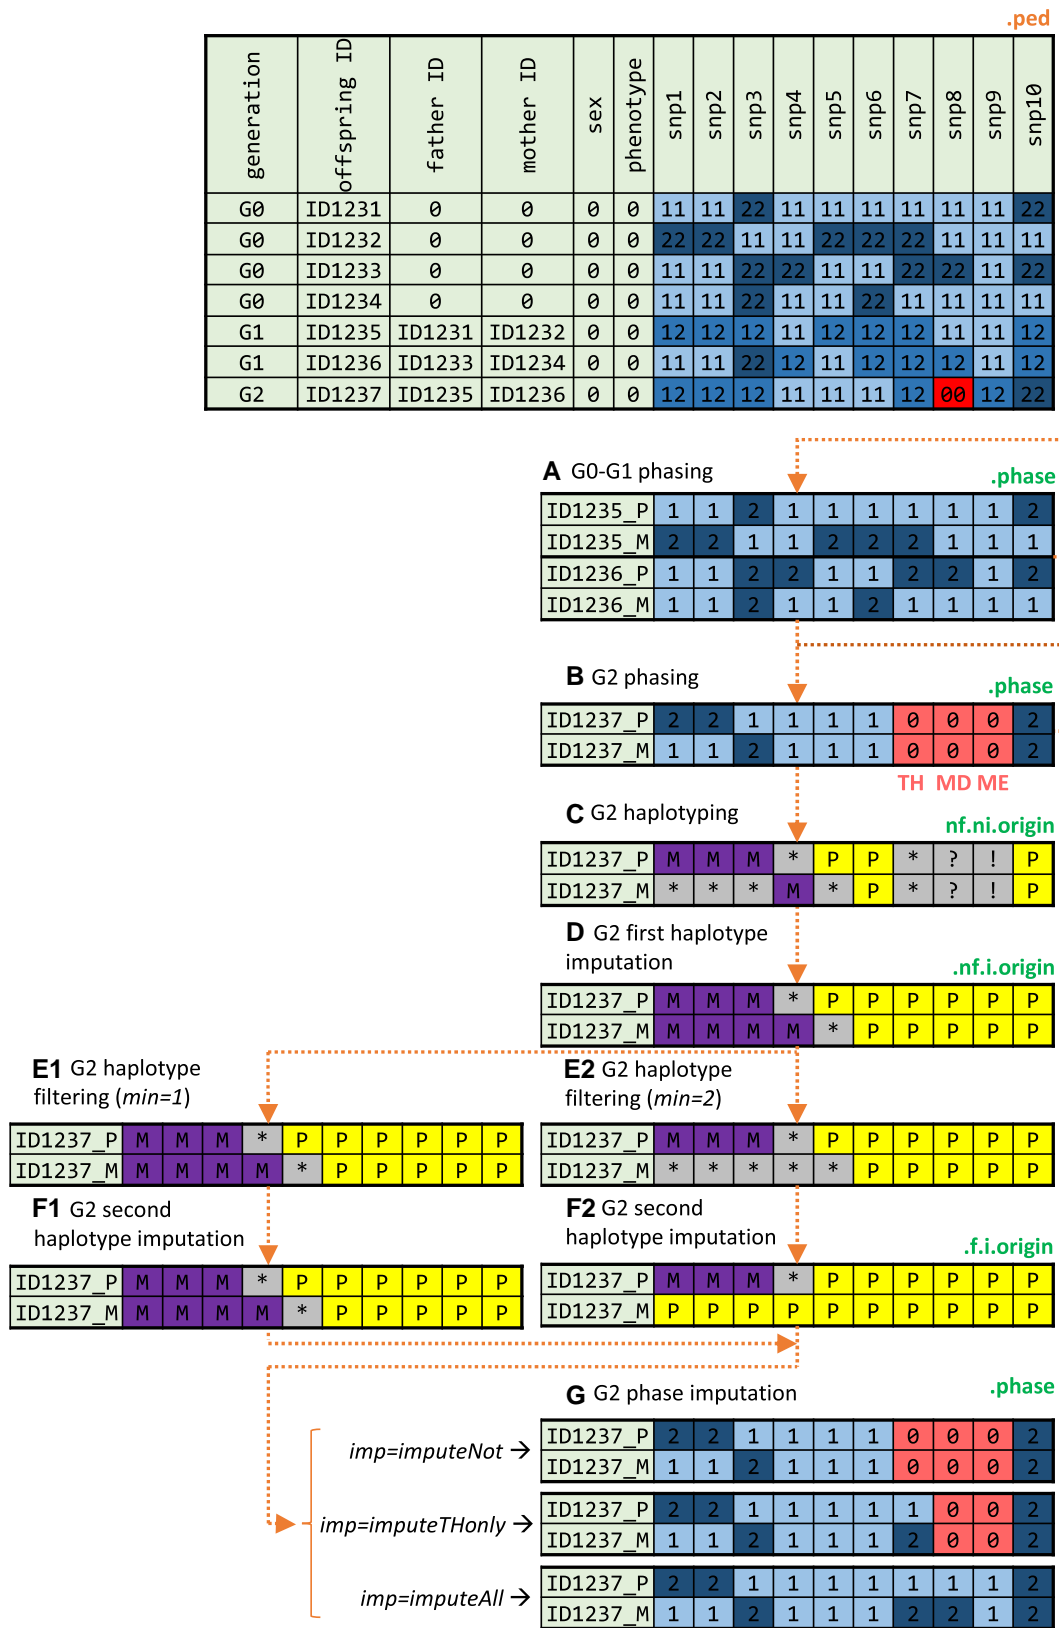 .ped
generation offspring ID father ID mother ID sex phenotype snp1 snp2 snp3 snp4 snp5 snp6 snp7 snp8 snp9 snp10
G0 ID1231 0 0 0 0 11 11 22 11 11 11 11 11 11 22
G0 ID1232 0 0 0 0 22 22 11 11 22 22 22 11 11 11
G0 ID1233 0 0 0 0 11 11 22 22 11 11 22 22 11 22
G0 ID1234 0 0 0 0 11 11 22 11 11 22 11 11 11 11
G1 ID1235 ID1231 ID1232 0 0 12 12 12 11 12 12 12 11 11 12
G1 ID1236 ID1233 ID1234 0 0 11 11 22 12 11 12 12 12 11 12
G2 ID1237 ID1235 ID1236 0 0 12 12 12 11 11 11 12 00 12 22
A G0-G1 phasing
.phase
ID1235_P 1 1 2 1 1 1 1 1 1 2
ID1235_M 2 2 1 1 2 2 2 1 1 1
ID1236_P 1 1 2 2 1 1 2 2 1 2
ID1236_M 1 1 2 1 1 2 1 1 1 1
B G2 phasing
.phase
ID1237_P 2 2 1 1 1 1 0 0 0 2
ID1237_M 1 1 2 1 1 1 0 0 0 2
TH MD ME
C G2 haplotyping
nf.ni.origin
ID1237_P M M M * P P * ? ! P
ID1237_M * * * M * P * ? ! P
D G2 first haplotype
imputation
.nf.i.origin
ID1237_P M M M * P P P P P P
ID1237_M M M M M * P P P P P
E1 G2 haplotype
filtering (min=1)
ID1237_P M M M * P P P P P P
ID1237_M M M M M * P P P P P
E2 G2 haplotype
filtering (min=2)
ID1237_P M M M * P P P P P P
ID1237_M * * * * * P P P P P
F1 G2 second
haplotype imputation
ID1237_P M M M * P P P P P P
ID1237_M M M M M * P P P P P
F2 G2 second
haplotype imputation
.f.i.origin
ID1237_P M M M * P P P P P P
ID1237_M P P P P P P P P P P
G G2 phase imputation
.phase
imp=imputeNot →
ID1237_P 2 2 1 1 1 1 0 0 0 2
ID1237_M 1 1 2 1 1 1 0 0 0 2
imp=imputeTHonly →
ID1237_P 2 2 1 1 1 1 1 0 0 2
ID1237_M 1 1 2 1 1 1 2 0 0 2
imp=imputeAll →
ID1237_P 2 2 1 1 1 1 1 1 1 2
ID1237_M 1 1 2 1 1 1 2 2 1 2